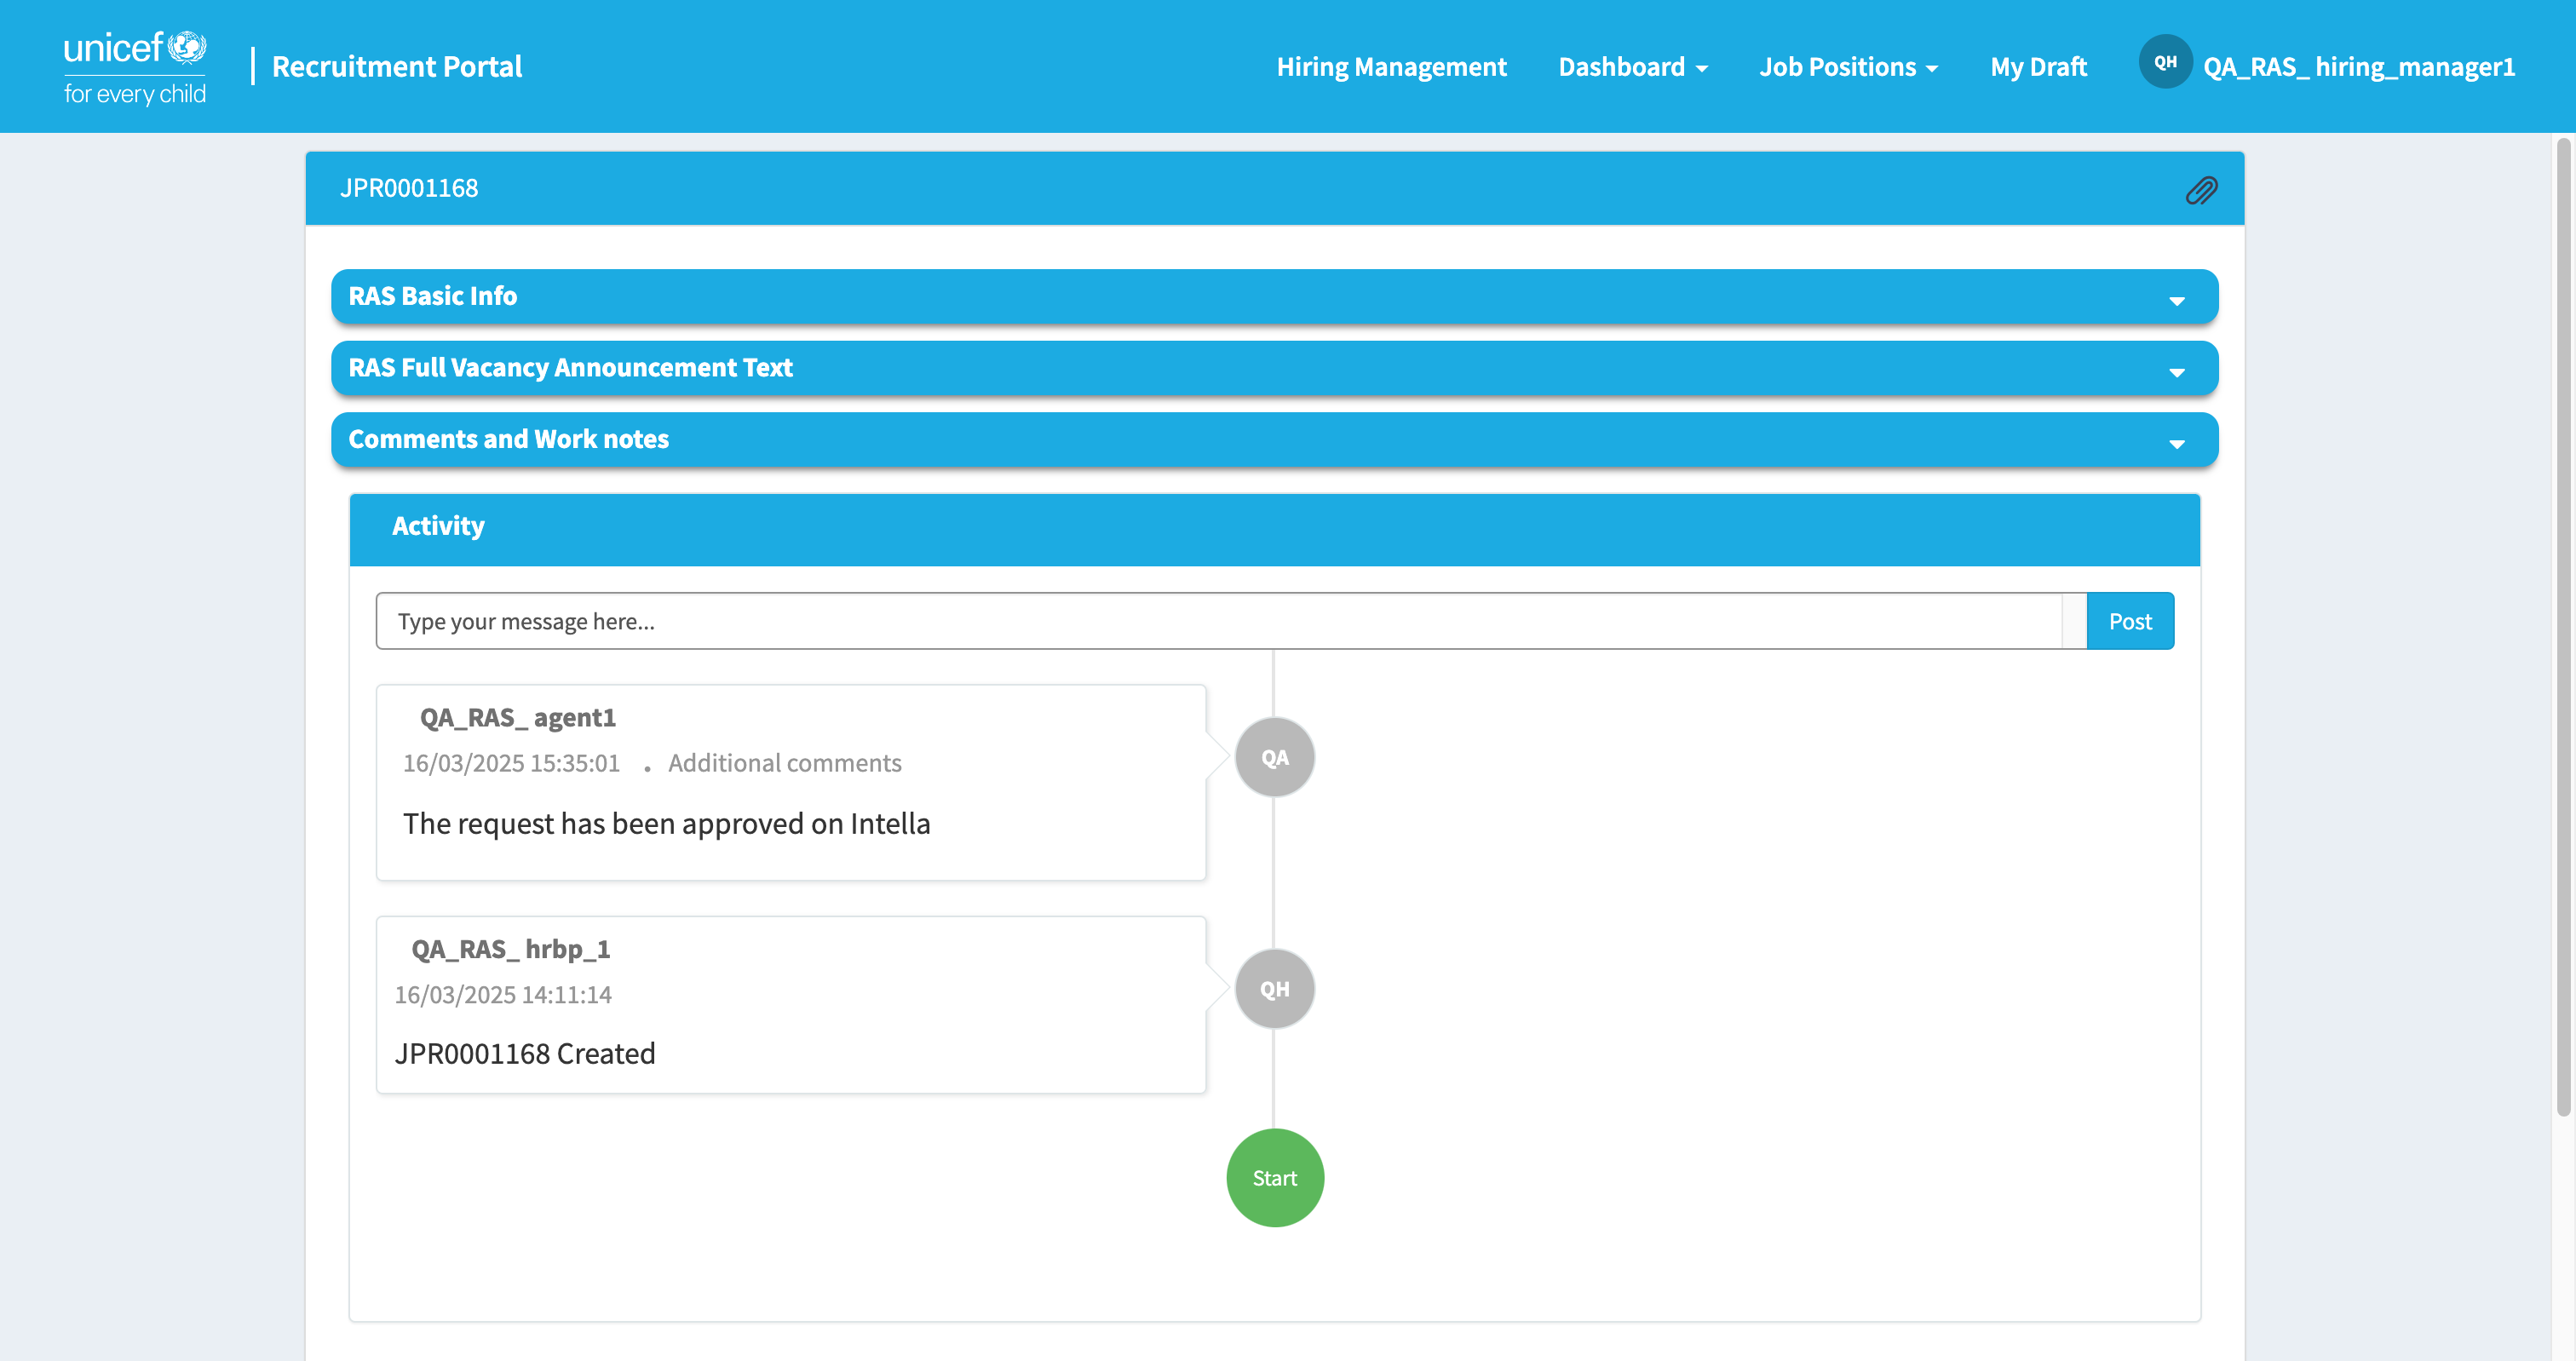 unicef
for every child
Recruitment Portal
Hiring Management
Dashboard
Job Positions
My Draft
QH
QA_RAS_ hiring_manager1
JPR0001168
RAS Basic Info
RAS Full Vacancy Announcement Text
Comments and Work notes
Activity
Type your message here...
Post
QA_RAS_ agent1
16/03/2025 15:35:01 . Additional comments
The request has been approved on Intella
QA
QA_RAS_ hrbp_1
16/03/2025 14:11:14
JPR0001168 Created
QH
Start